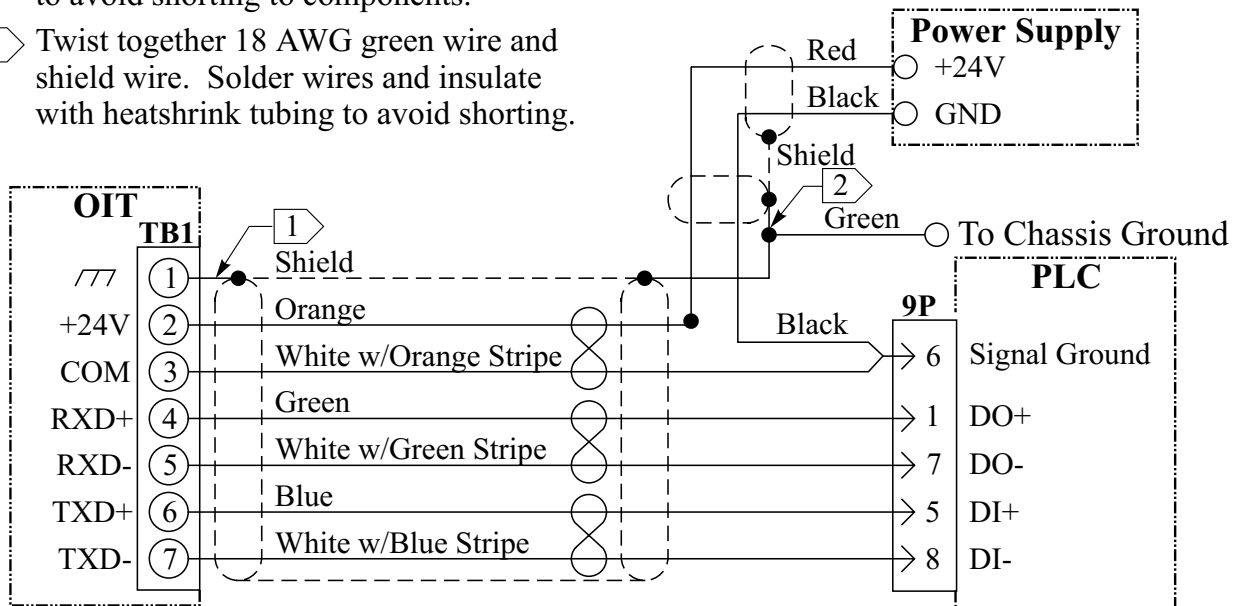 to avoid shorting to components.
Twist together 18 AWG green wire and
shield wire. Solder wires and insulate
with heatshrink tubing to avoid shorting.
Power Supply
Red
+24V
Black
GND
Shield
2
Green
To Chassis Ground
OIT
TB1
1
Shield
PLC
9P
1
+24V
2
Orange
Black
COM
3
White w/Orange Stripe
6
Signal Ground
RXD+
4
Green
1
DO+
RXD-
5
White w/Green Stripe
7
DO-
TXD+
6
Blue
5
DI+
TXD-
7
White w/Blue Stripe
8
DI-